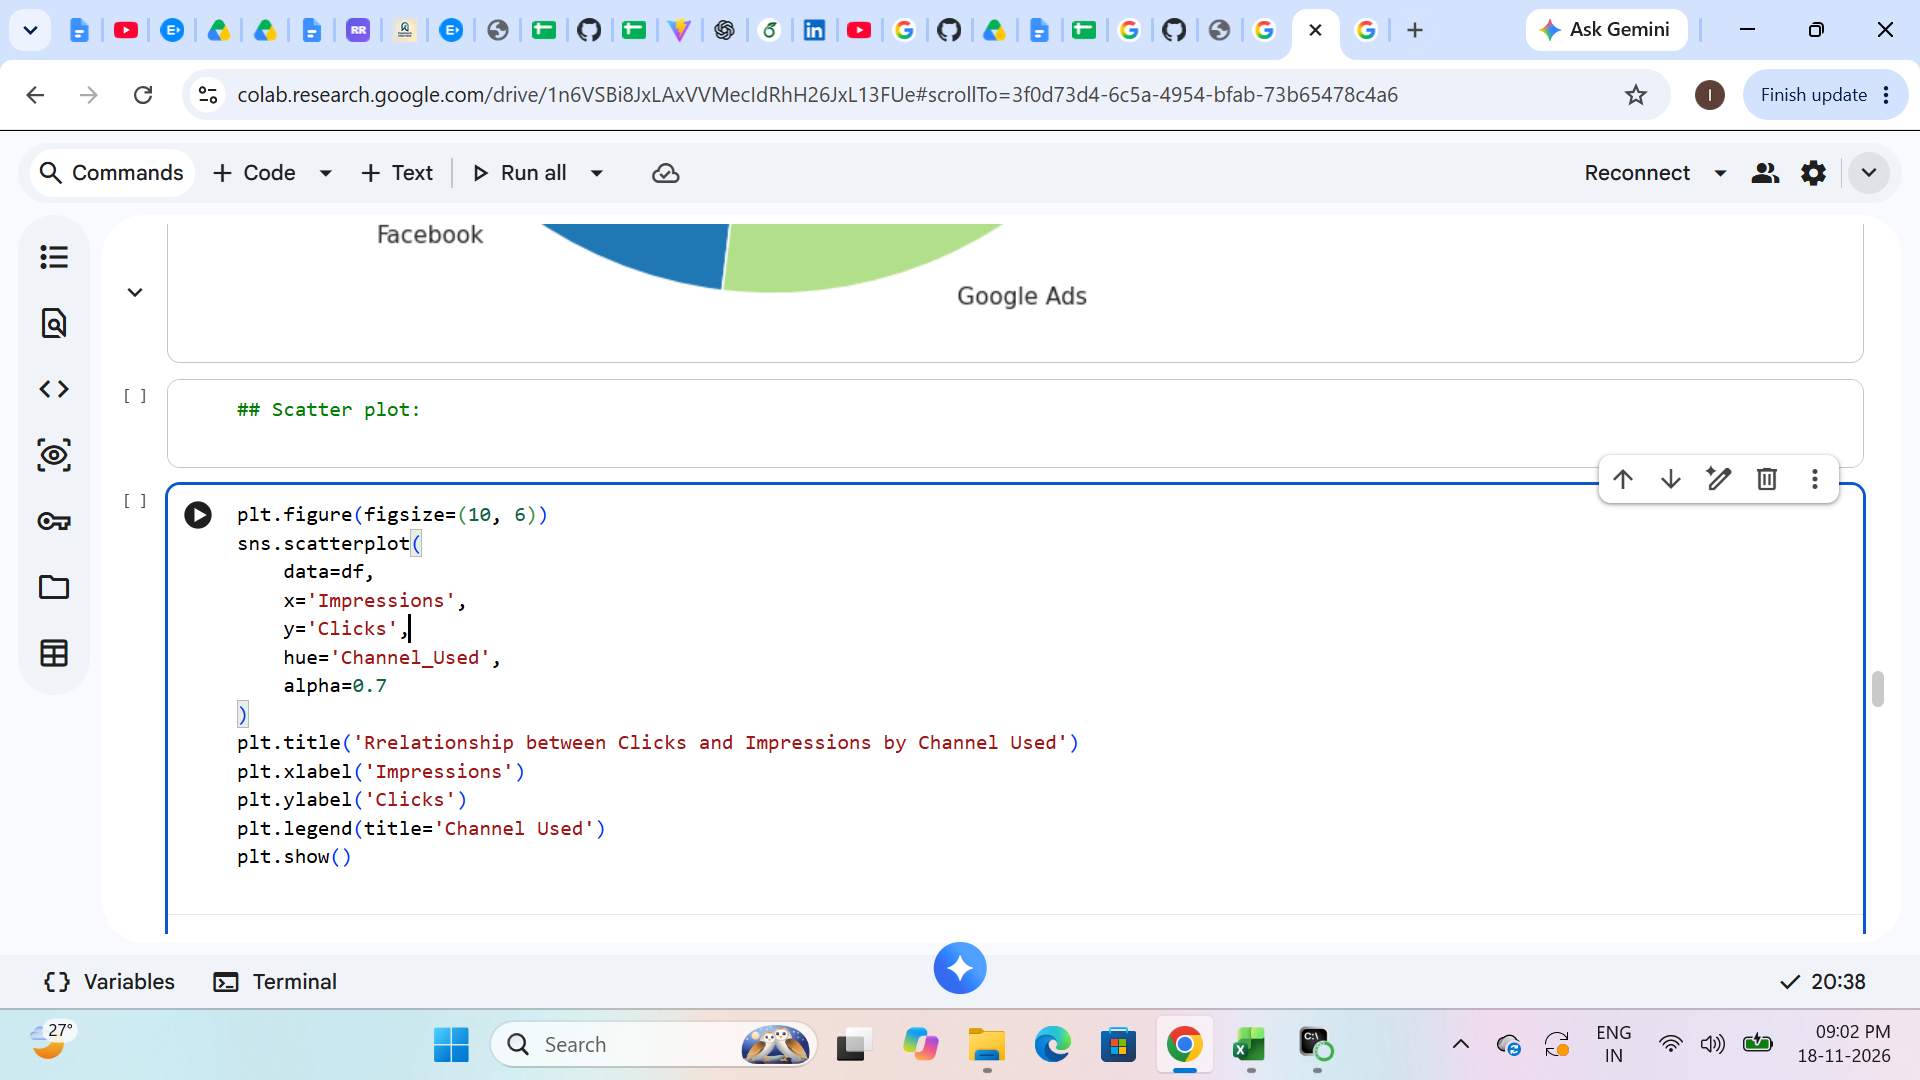 RR
Ask Gemini
colab.research.google.com/drive/1n6VSBi8JxLAxVVMecIdRhH26JxL13FUe#scrollTo=3f0d73d4-6c5a-4954-bfab-73b65478c4a6
I
Finish update
Commands
+ Code
+ Text
Run all
Reconnect
Facebook
Google Ads
[ ]
## Scatter plot:
[ ]
plt.figure(figsize=(10, 6))
sns.scatterplot(
    data=df,
    x='Impressions',
    y='Clicks',
    hue='Channel_Used',
    alpha=0.7
)
plt.title('Rrelationship between Clicks and Impressions by Channel Used')
plt.xlabel('Impressions')
plt.ylabel('Clicks')
plt.legend(title='Channel Used')
plt.show()
Variables
Terminal
20:38
27°
Search
ENG
IN
09:02 PM
18-11-2026